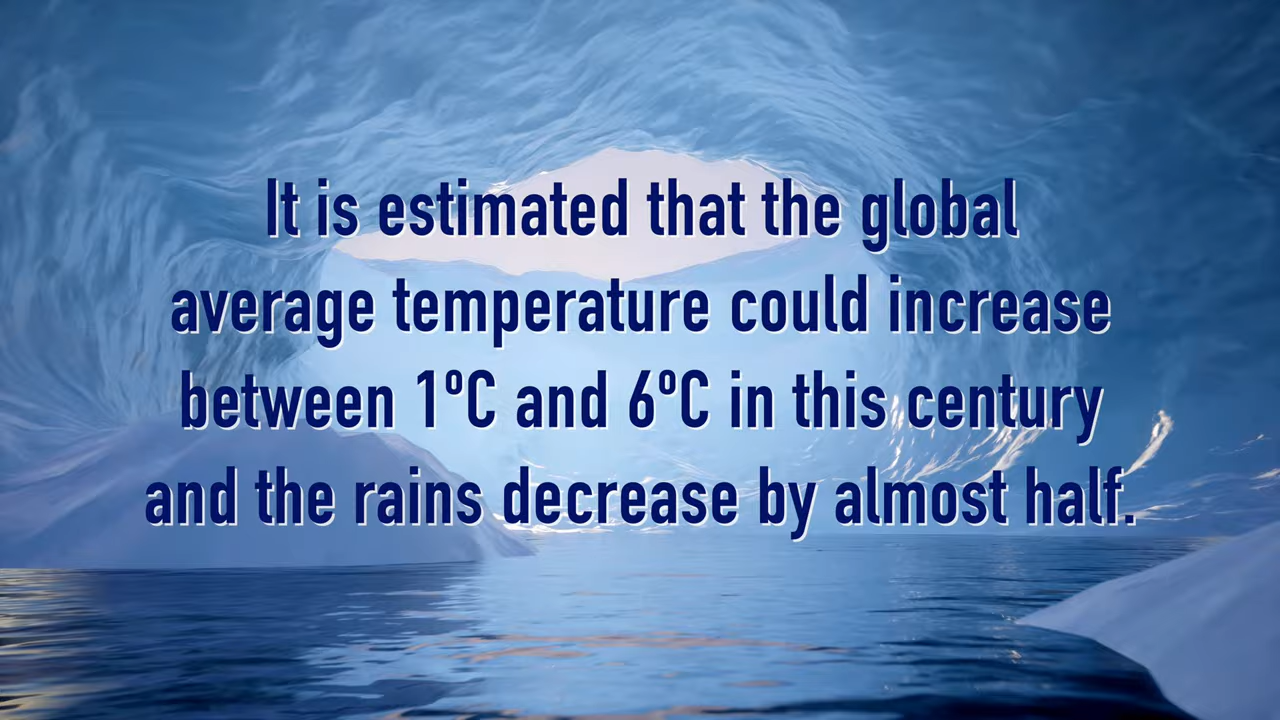 It is estimated that the global
average temperature could increase
between 1ºC and 6ºC in this century
and the rains decrease by almost half.